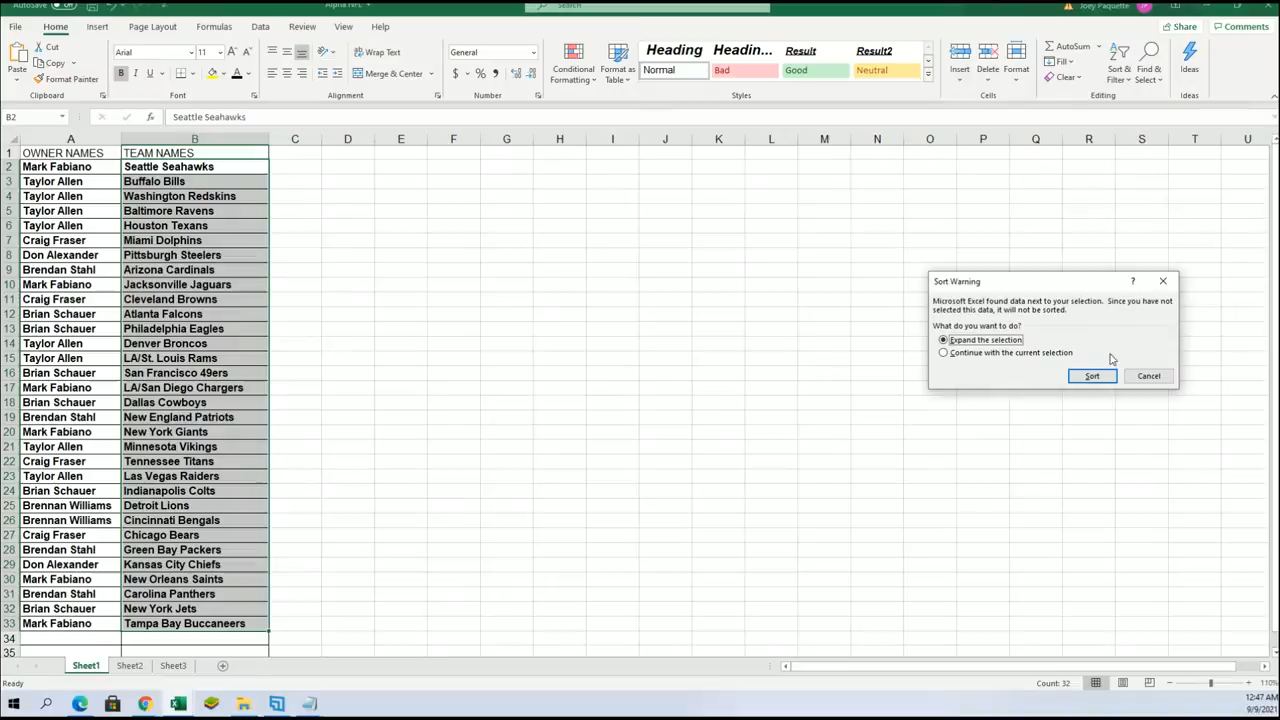 AutoSave
Joey Paquette
File Home Insert Page Layout Formulas Data Review View Help Share Comments
Cut
Copy
Format Painter
Paste
Arial 11
Wrap Text
Merge & Center
General
Conditional Formatting
Format as Table
Heading Headin... Result Result2
Normal Bad Good Neutral
Insert Delete Format
AutoSum
Fill
Clear
Sort & Filter
Find & Select
Ideas
Clipboard Font Alignment Number Styles Cells Editing Ideas
B2 Seattle Seahawks
A B C D E F G H I J K L M N O P Q R S T U
1 OWNER NAMES TEAM NAMES
2 Mark Fabiano Seattle Seahawks
3 Taylor Allen Buffalo Bills
4 Taylor Allen Washington Redskins
5 Taylor Allen Baltimore Ravens
6 Taylor Allen Houston Texans
7 Craig Fraser Miami Dolphins
8 Don Alexander Pittsburgh Steelers
9 Brendan Stahl Arizona Cardinals
10 Mark Fabiano Jacksonville Jaguars
11 Craig Fraser Cleveland Browns
12 Brian Schauer Atlanta Falcons
13 Brian Schauer Philadelphia Eagles
14 Taylor Allen Denver Broncos
15 Taylor Allen LA/St. Louis Rams
16 Brian Schauer San Francisco 49ers
17 Mark Fabiano LA/San Diego Chargers
18 Brian Schauer Dallas Cowboys
19 Brendan Stahl New England Patriots
20 Mark Fabiano New York Giants
21 Taylor Allen Minnesota Vikings
22 Craig Fraser Tennessee Titans
23 Taylor Allen Las Vegas Raiders
24 Brian Schauer Indianapolis Colts
25 Brennan Williams Detroit Lions
26 Brennan Williams Cincinnati Bengals
27 Craig Fraser Chicago Bears
28 Brendan Stahl Green Bay Packers
29 Don Alexander Kansas City Chiefs
30 Mark Fabiano New Orleans Saints
31 Brendan Stahl Carolina Panthers
32 Brian Schauer New York Jets
33 Mark Fabiano Tampa Bay Buccaneers
34
35
Sort Warning
Microsoft Excel found data next to your selection. Since you have not
selected this data, it will not be sorted.
What do you want to do?
Expand the selection
Continue with the current selection
Sort Cancel
Sheet1 Sheet2 Sheet3
Ready Count: 32 110%
12:47 AM
9/9/2021